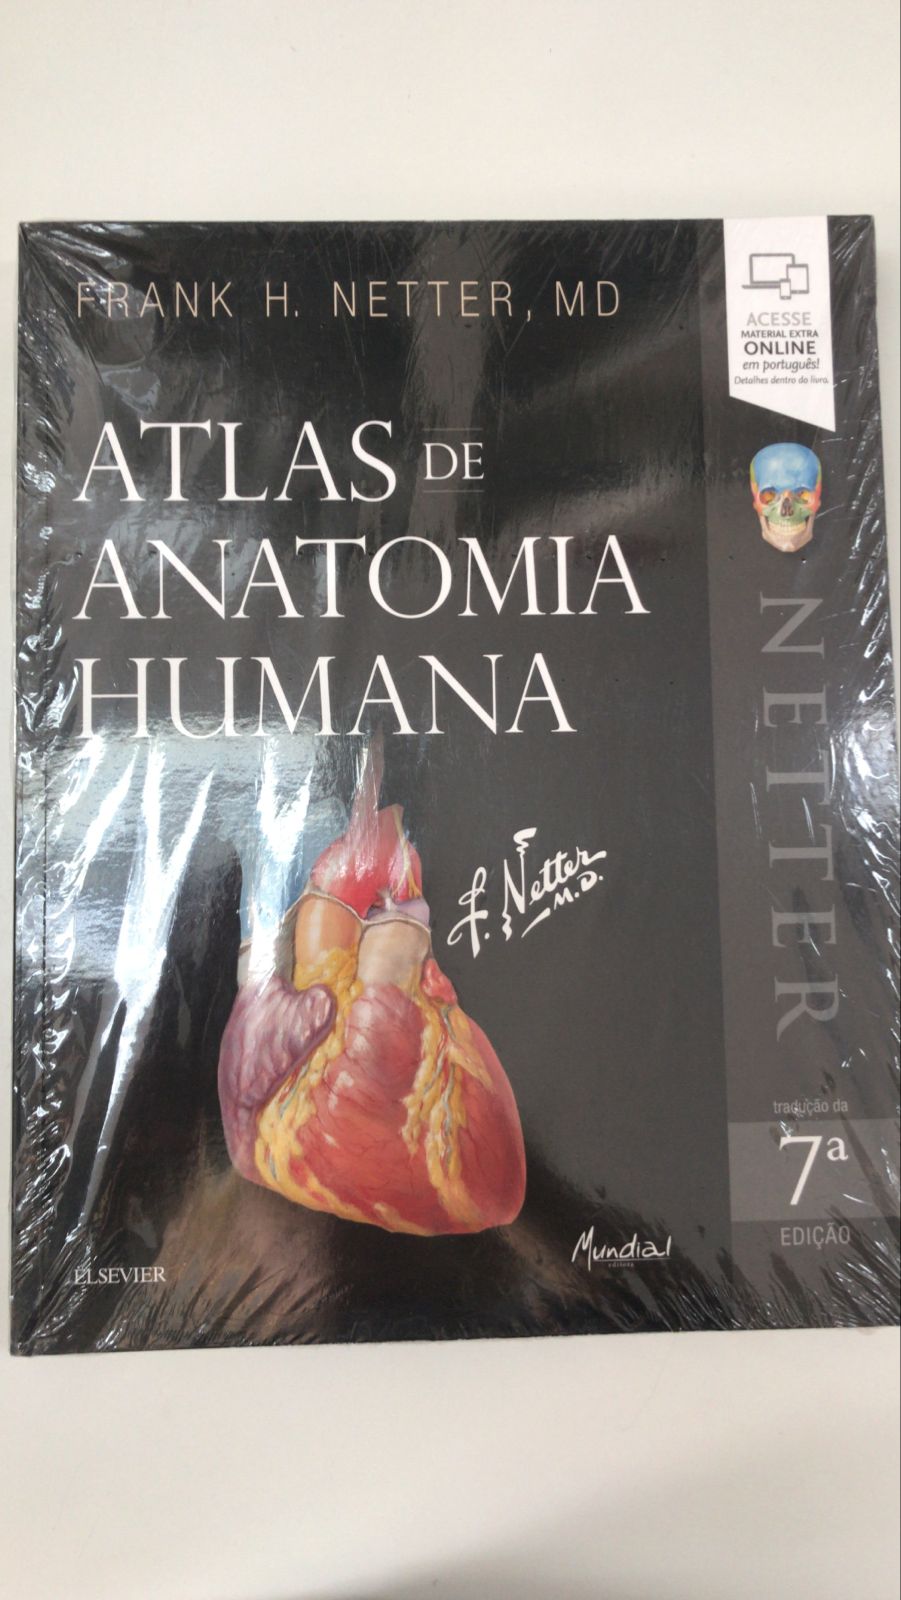 FRANK H. NETTER, MD
ACESSE
MATERIAL EXTRA
ONLINE
em português!
Detalhes dentro do livro.
ATLAS DE
ANATOMIA
HUMANA
NETTER
F. Netter
M.D.
tradução da
7ª
EDIÇÃO
Mundial
editora
ELSEVIER